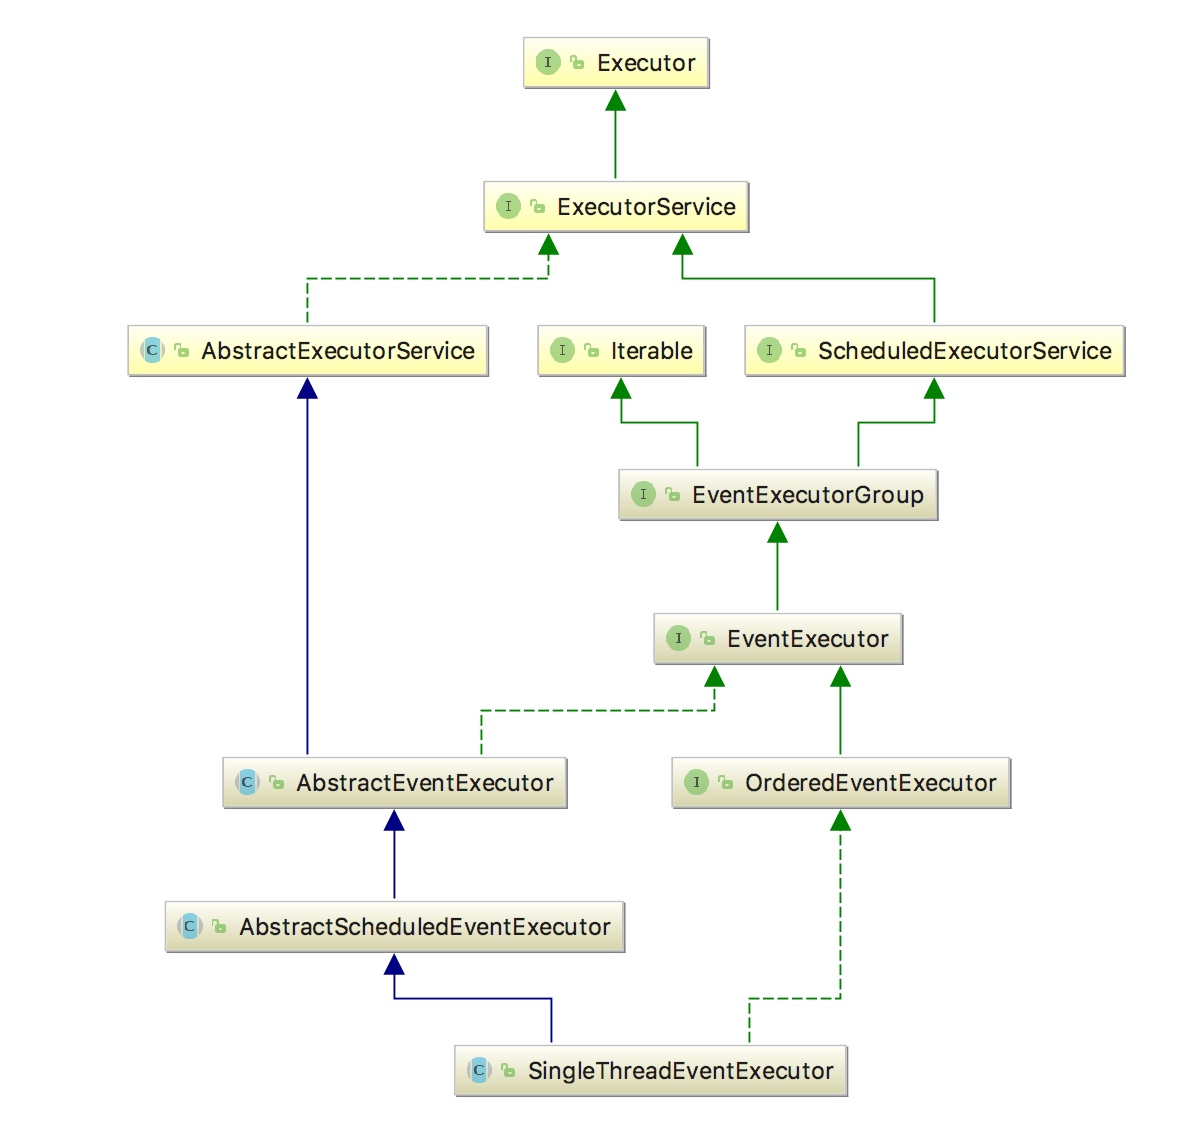 I Executor
I ExecutorService
C AbstractExecutorService
I Iterable
I ScheduledExecutorService
I EventExecutorGroup
I EventExecutor
C AbstractEventExecutor
I OrderedEventExecutor
C AbstractScheduledEventExecutor
C SingleThreadEventExecutor